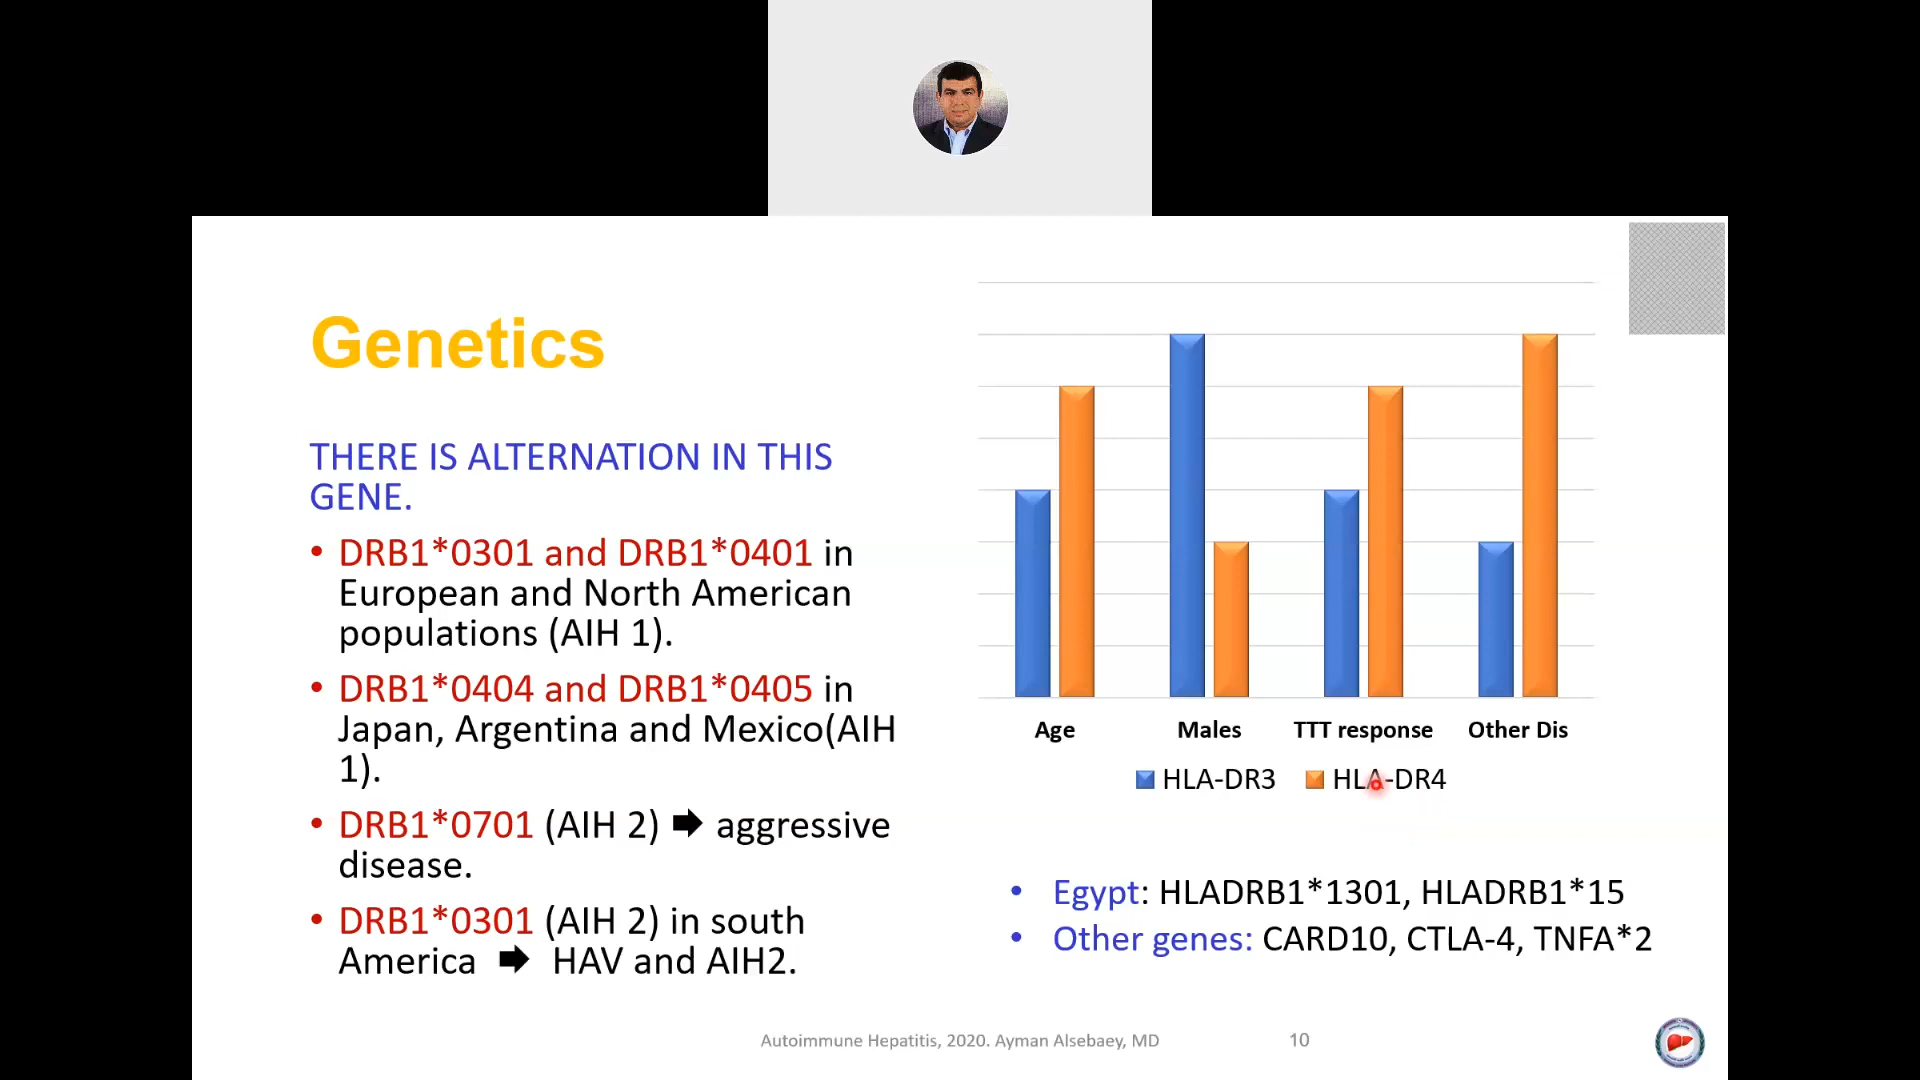 Genetics
THERE IS ALTERNATION IN THIS
GENE.
• DRB1*0301 and DRB1*0401 in
European and North American
populations (AIH 1).
• DRB1*0404 and DRB1*0405 in
Japan, Argentina and Mexico(AIH
1).
• DRB1*0701 (AIH 2) 🡆 aggressive
disease.
• DRB1*0301 (AIH 2) in south
America 🡆 HAV and AIH2.
Age Males TTT response Other Dis
HLA-DR3 HLA-DR4
• Egypt: HLADRB1*1301, HLADRB1*15
• Other genes: CARD10, CTLA-4, TNFA*2
Autoimmune Hepatitis, 2020. Ayman Alsebaey, MD 10